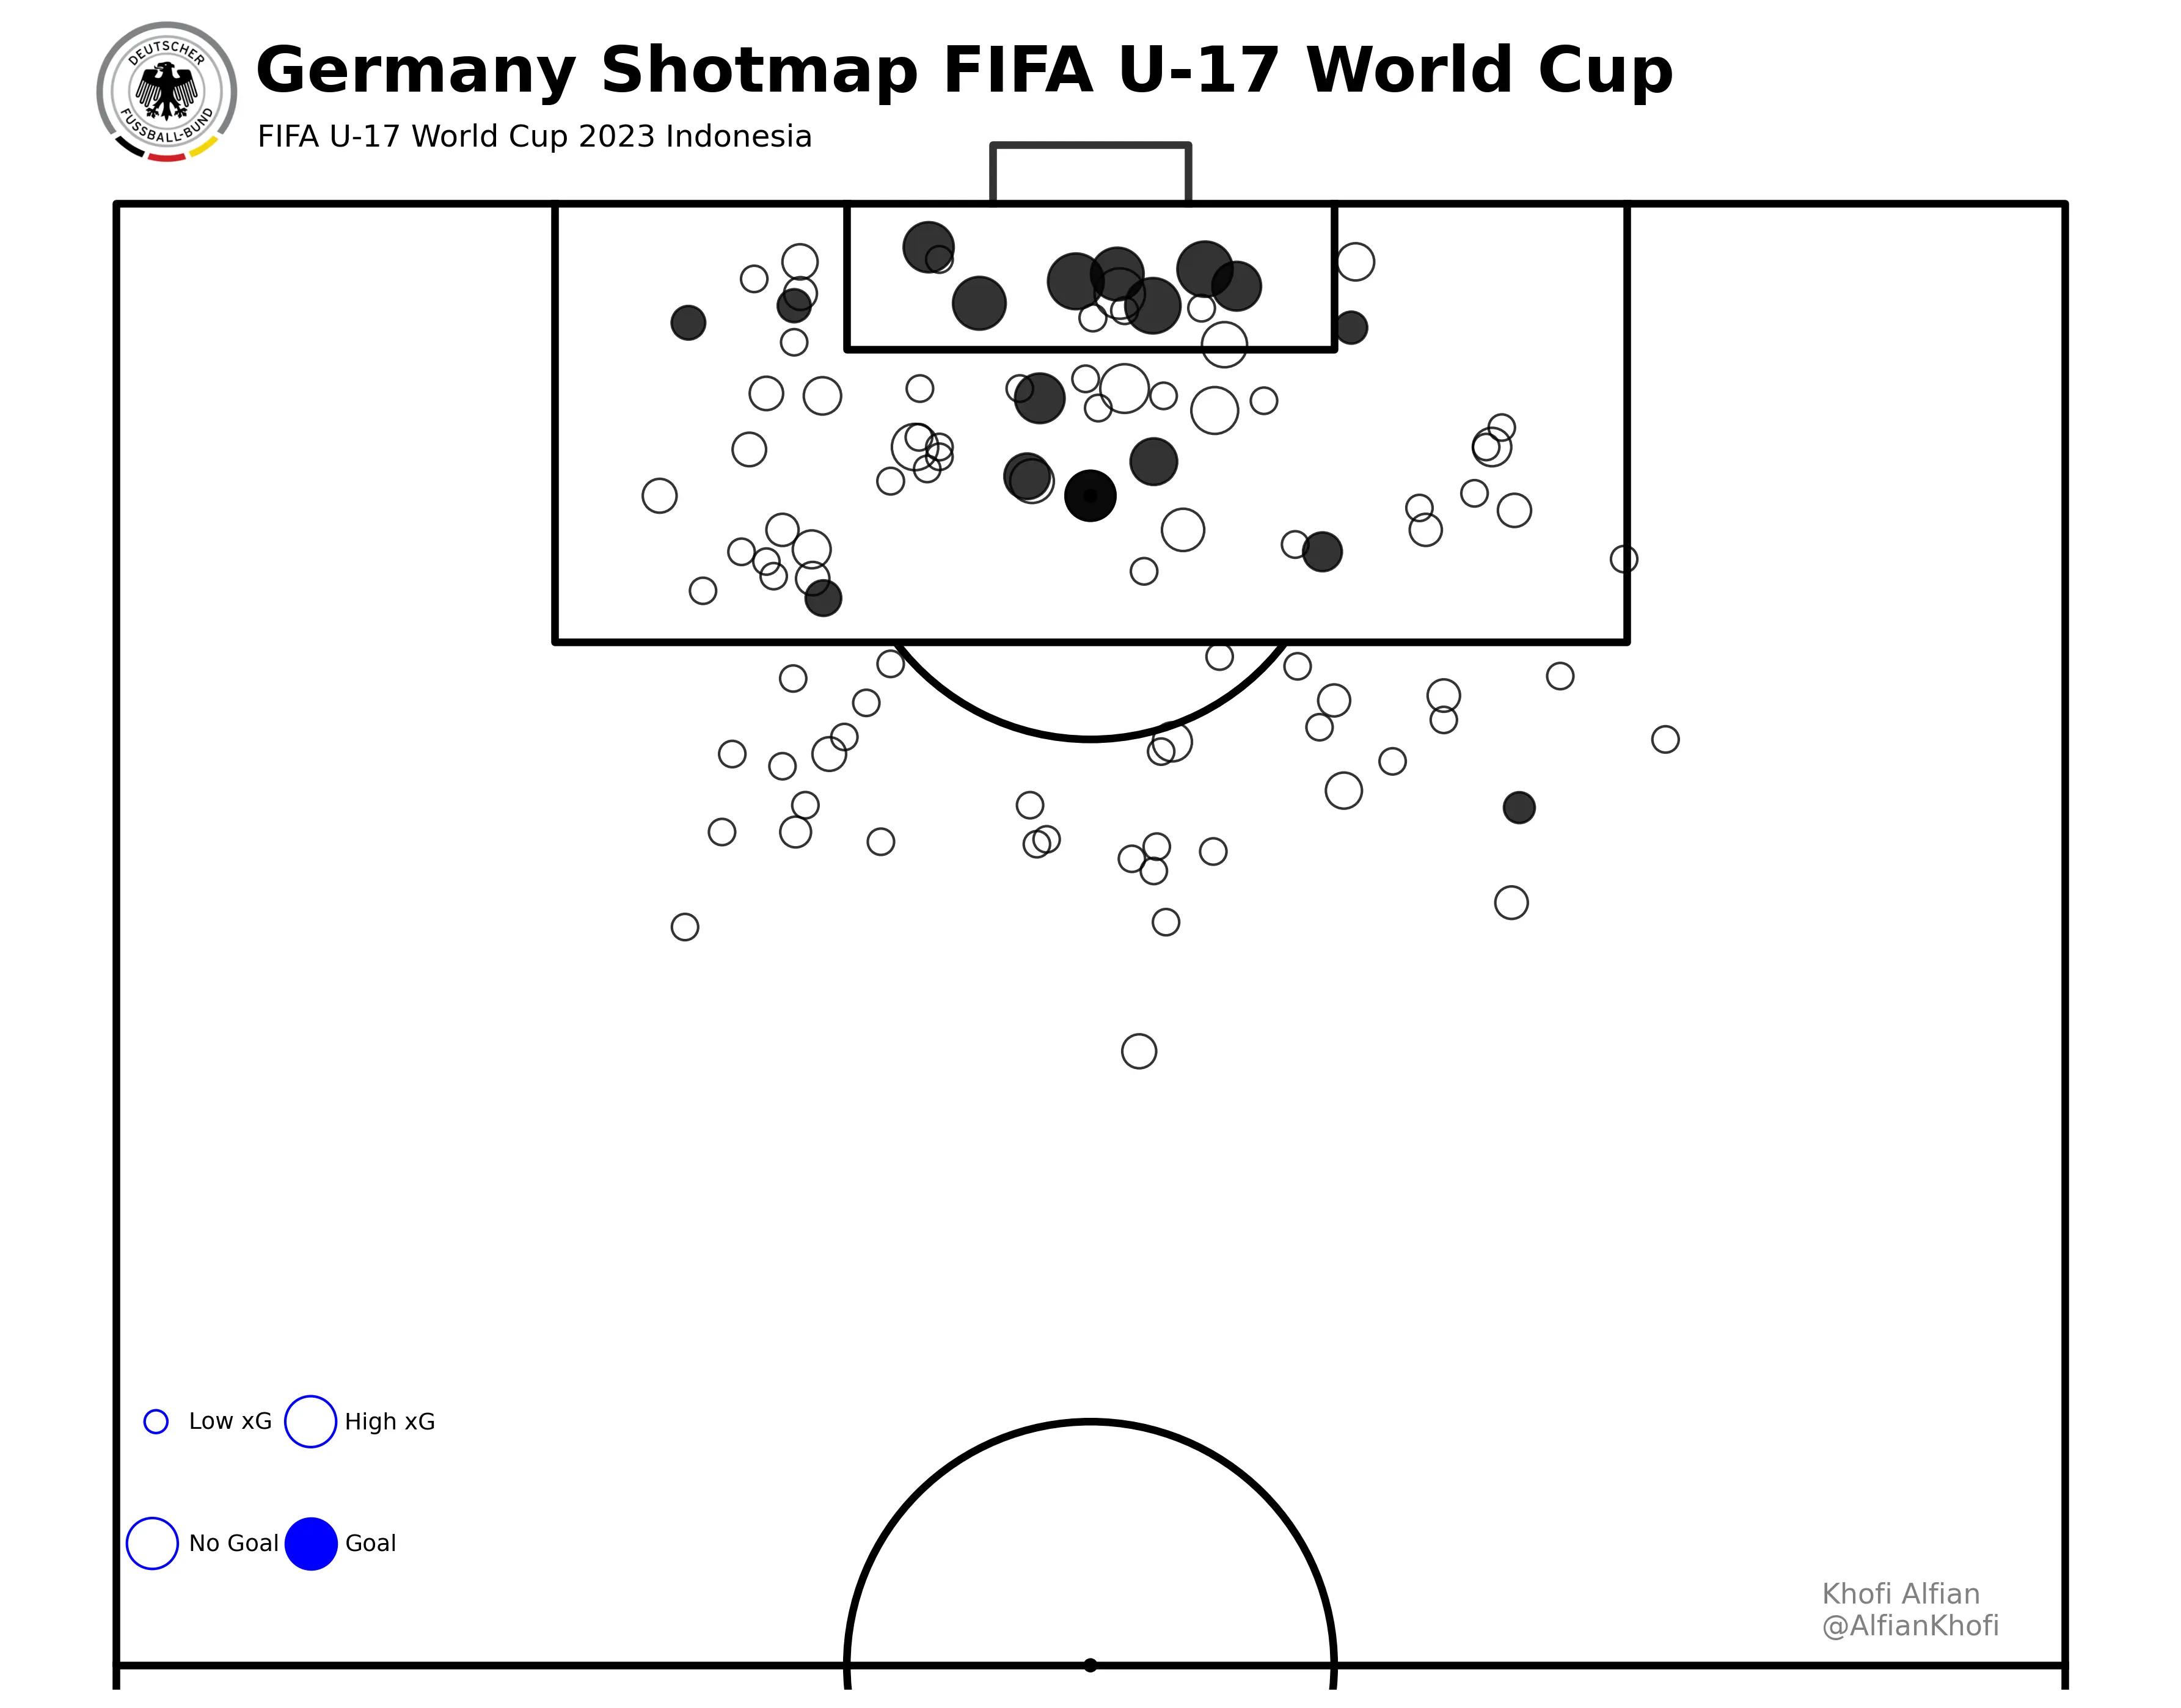 DEUTSCHER
FUSSBALL-BUND
Germany Shotmap FIFA U-17 World Cup
FIFA U-17 World Cup 2023 Indonesia
Low xG
High xG
No Goal
Goal
Khofi Alfian
@AlfianKhofi